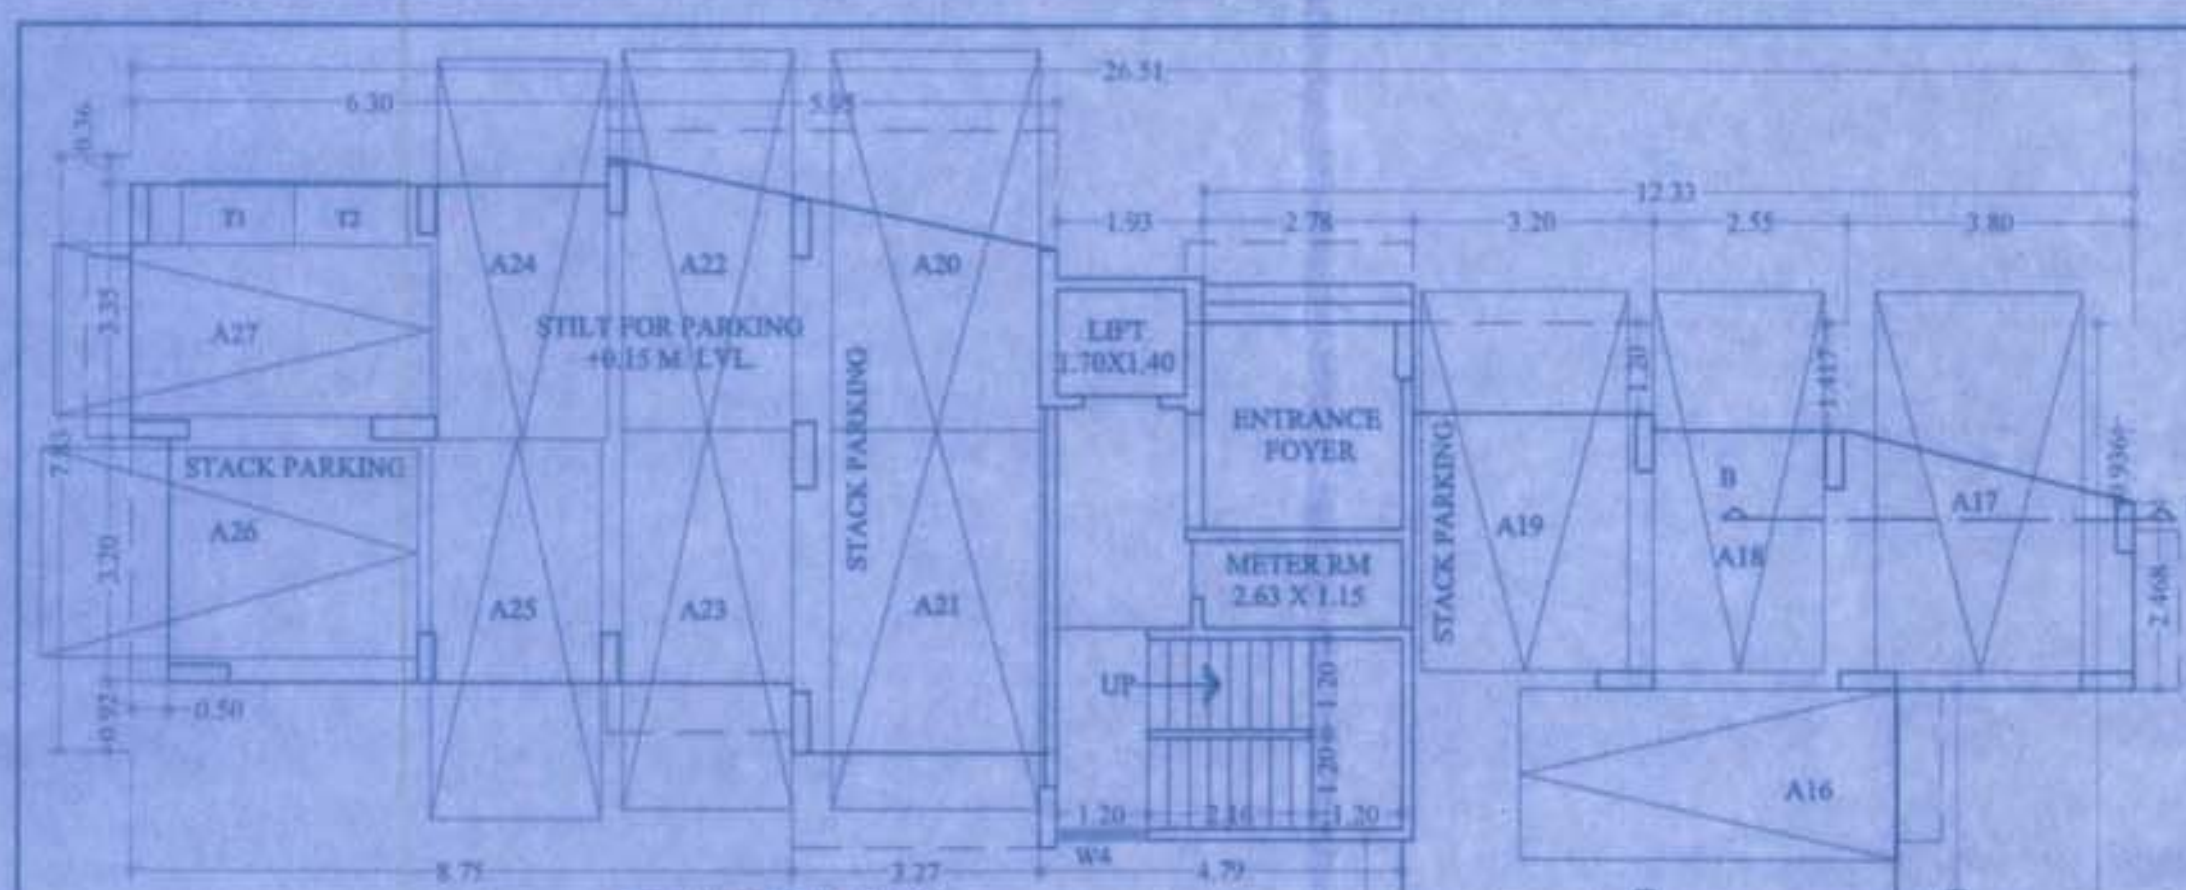 26.51
6.30
5.95
0.36
12.33
1.93
2.78
3.20
2.55
3.80
T1
T2
A24
A22
A20
3.35
A27
STILT FOR PARKING
+0.15 M. LVL.
LIFT
1.70X1.40
STACK PARKING
1.20
1.417
ENTRANCE
FOYER
STACK PARKING
.936
7.83
STACK PARKING
A26
B
A17
A19
A18
3.20
A25
A23
A21
METER RM
2.63 X 1.15
2.468
UP
1.20
0.92
0.50
1.20
A16
1.20
2.16
1.20
W4
8.75
3.27
4.79